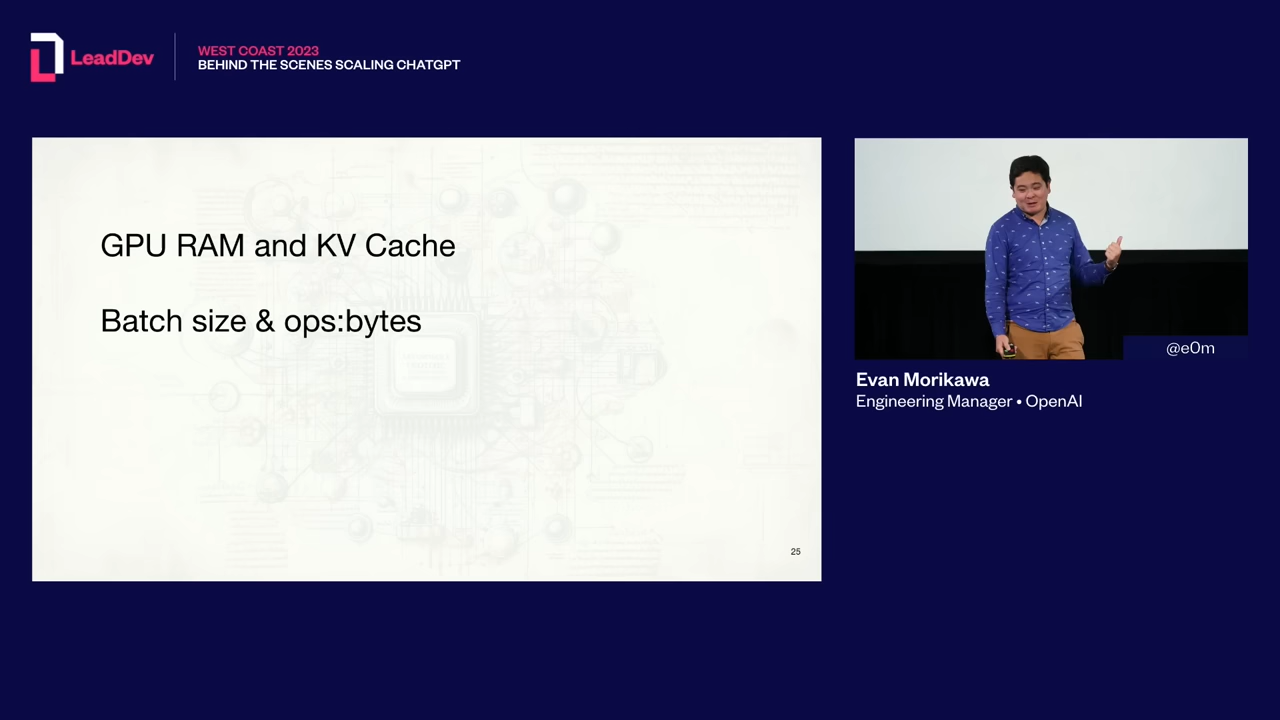 LeadDev
WEST COAST 2023
BEHIND THE SCENES SCALING CHATGPT
GPU RAM and KV Cache
Batch size & ops:bytes
25
@e0m
Evan Morikawa
Engineering Manager • OpenAI